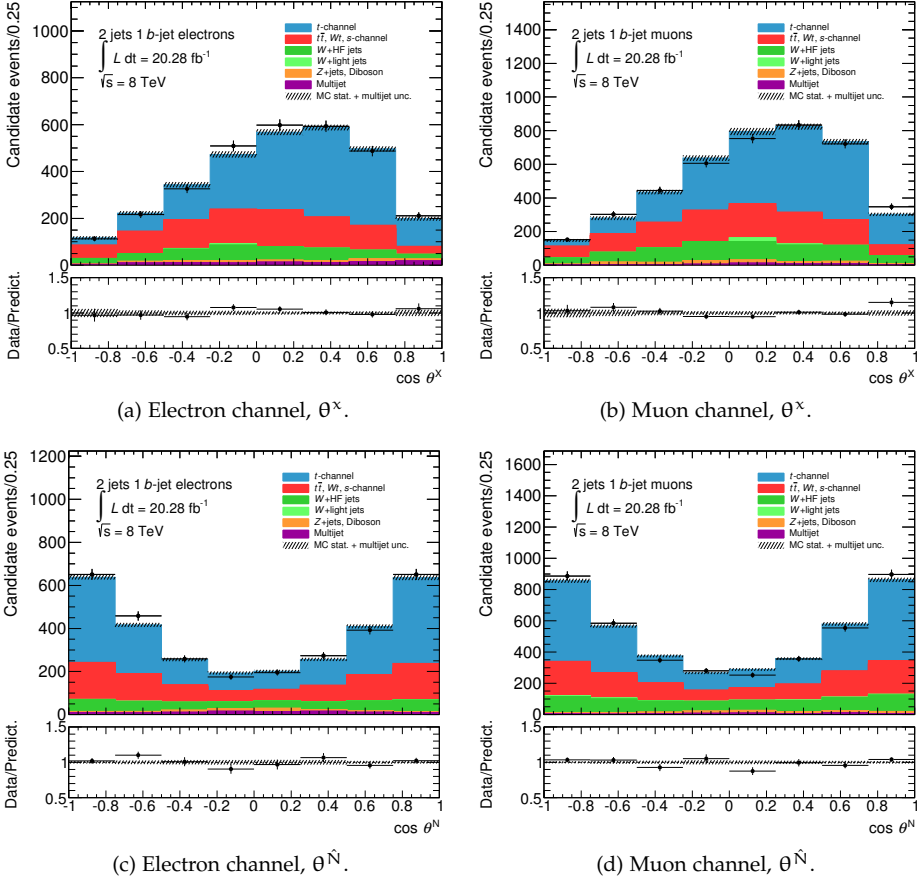 Candidate events/0.25
1000
800
600
400
200
0
2 jets 1 b-jet electrons
∫ L dt = 20.28 fb⁻¹
√s = 8 TeV
t-channel
tt̄, Wt, s-channel
W+HF jets
W+light jets
Z+jets, Diboson
Multijet
MC stat. + multijet unc.
Data/Predict.
1.5
1
0.5
-1 -0.8 -0.6 -0.4 -0.2 0 0.2 0.4 0.6 0.8 1
cos θˣ
(a) Electron channel, θˣ.
Candidate events/0.25
1600
1400
1200
1000
800
600
400
200
0
2 jets 1 b-jet muons
∫ L dt = 20.28 fb⁻¹
√s = 8 TeV
t-channel
tt̄, Wt, s-channel
W+HF jets
W+light jets
Z+jets, Diboson
Multijet
MC stat. + multijet unc.
Data/Predict.
1.5
1
0.5
-1 -0.8 -0.6 -0.4 -0.2 0 0.2 0.4 0.6 0.8 1
cos θˣ
(b) Muon channel, θˣ.
Candidate events/0.25
1200
1000
800
600
400
200
0
2 jets 1 b-jet electrons
∫ L dt = 20.28 fb⁻¹
√s = 8 TeV
t-channel
tt̄, Wt, s-channel
W+HF jets
W+light jets
Z+jets, Diboson
Multijet
MC stat. + multijet unc.
Data/Predict.
1.5
1
0.5
-1 -0.8 -0.6 -0.4 -0.2 0 0.2 0.4 0.6 0.8 1
cos θᴺ
(c) Electron channel, θᴺ̂.
Candidate events/0.25
1600
1400
1200
1000
800
600
400
200
0
2 jets 1 b-jet muons
∫ L dt = 20.28 fb⁻¹
√s = 8 TeV
t-channel
tt̄, Wt, s-channel
W+HF jets
W+light jets
Z+jets, Diboson
Multijet
MC stat. + multijet unc.
Data/Predict.
1.5
1
0.5
-1 -0.8 -0.6 -0.4 -0.2 0 0.2 0.4 0.6 0.8 1
cos θᴺ
(d) Muon channel, θᴺ̂.